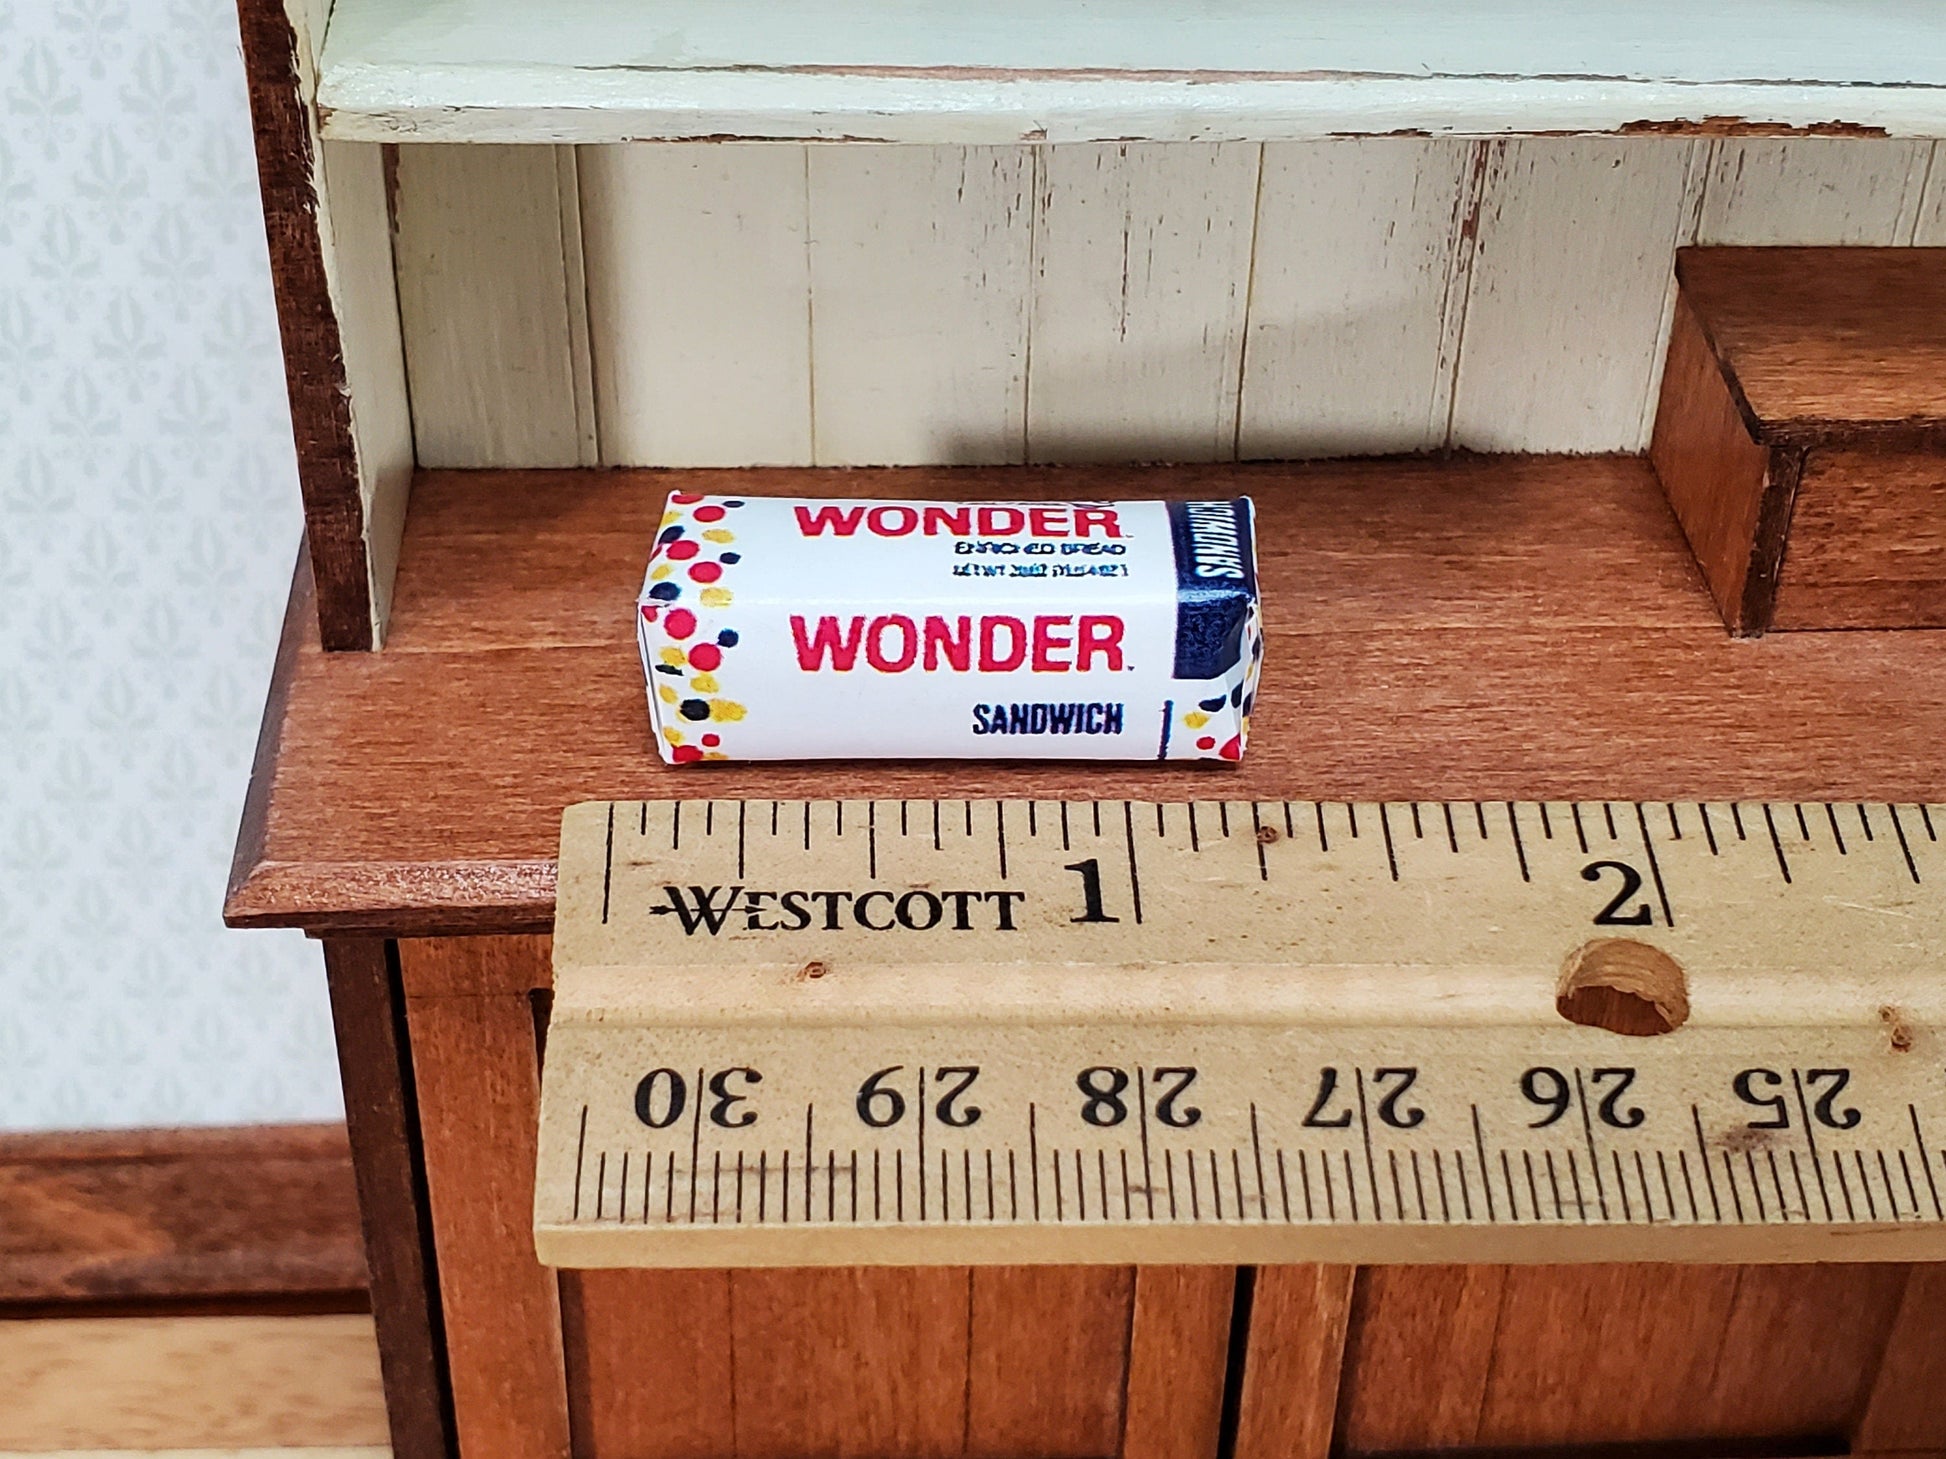 WONDER
ENRICHED BREAD
SANDWICH
WONDER.
SANDWICH
WESTCOTT 1 2
30 29 28 27 26 25